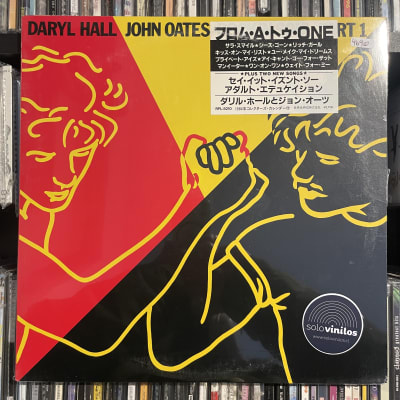 DARYL HALL JOHN OATES
RT 1
フロム・A・トゥ・ONE
サラ・スマイル☆シーズ・ゴーン☆リッチ・ガール
キッス・オン・マイ・リスト☆ユー・メイク・マイ・ドリームス
プライベート・アイズ☆アイ・キャント・ゴー・フォー・ザット
マンイーター☆ワン・オン・ワン☆ウェイト・フォー・ミー
★PLUS TWO NEW SONGS★
セイ・イット・イズント・ソー
アダルト・エデュケイション
ダリル・ホールとジョン・オーツ
RPL-8210
solovinilos